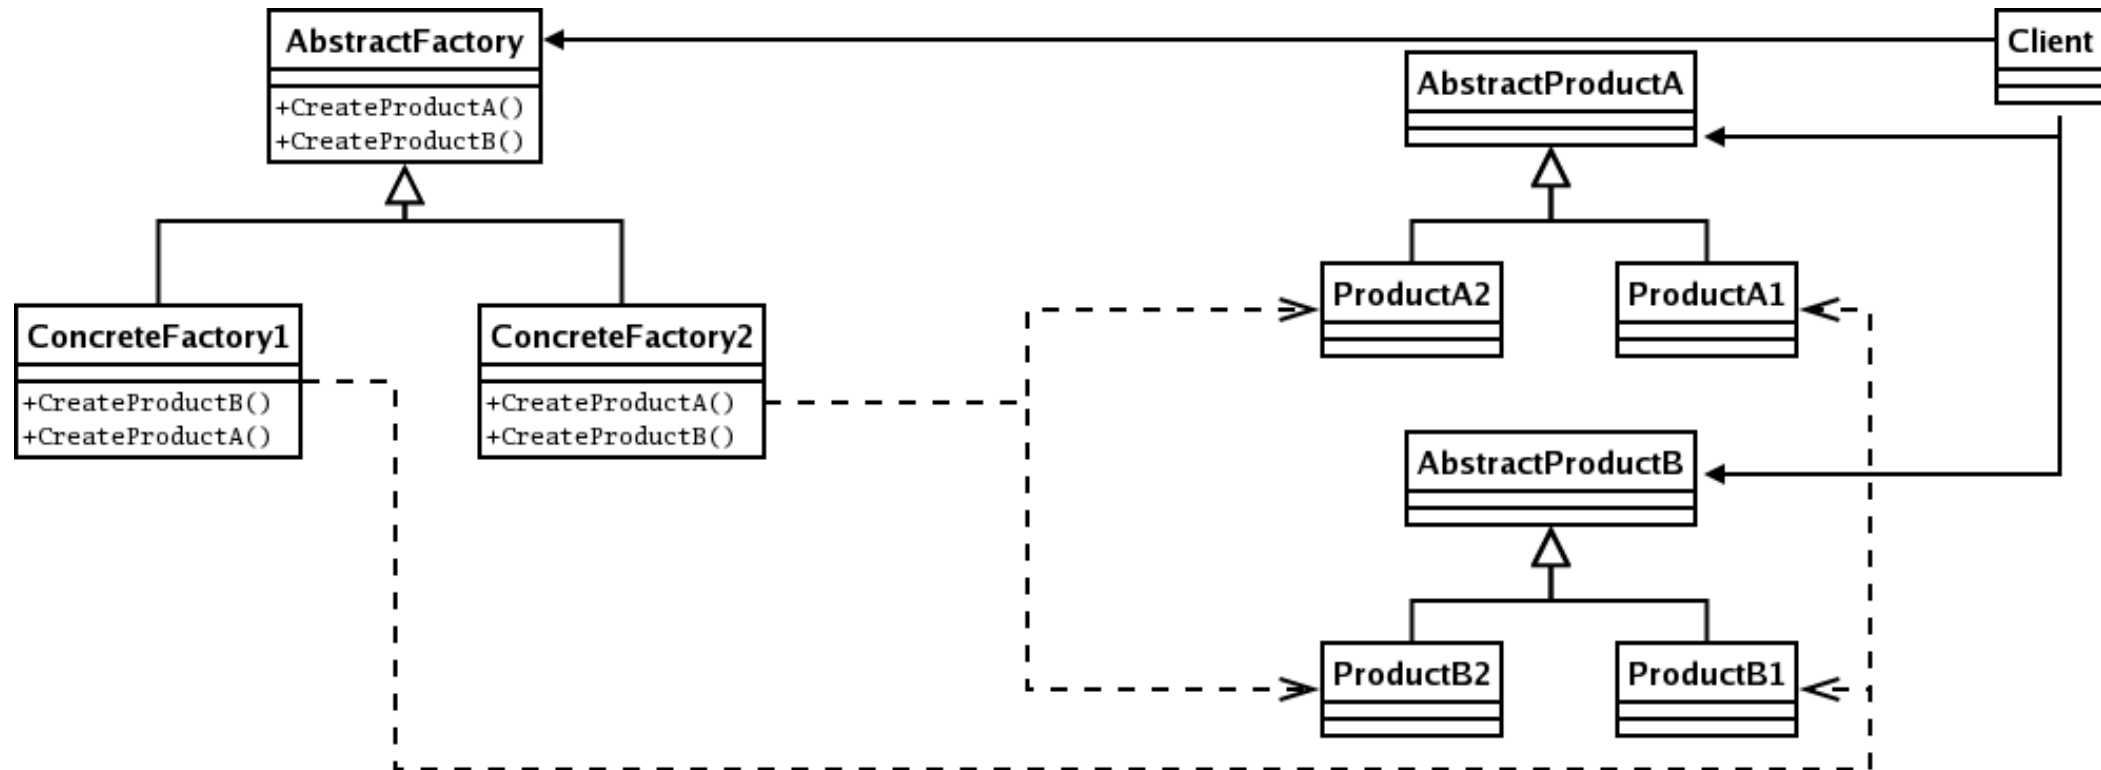 AbstractFactory
+CreateProductA()
+CreateProductB()
Client
AbstractProductA
ProductA2
ProductA1
ConcreteFactory1
+CreateProductB()
+CreateProductA()
ConcreteFactory2
+CreateProductA()
+CreateProductB()
AbstractProductB
ProductB2
ProductB1